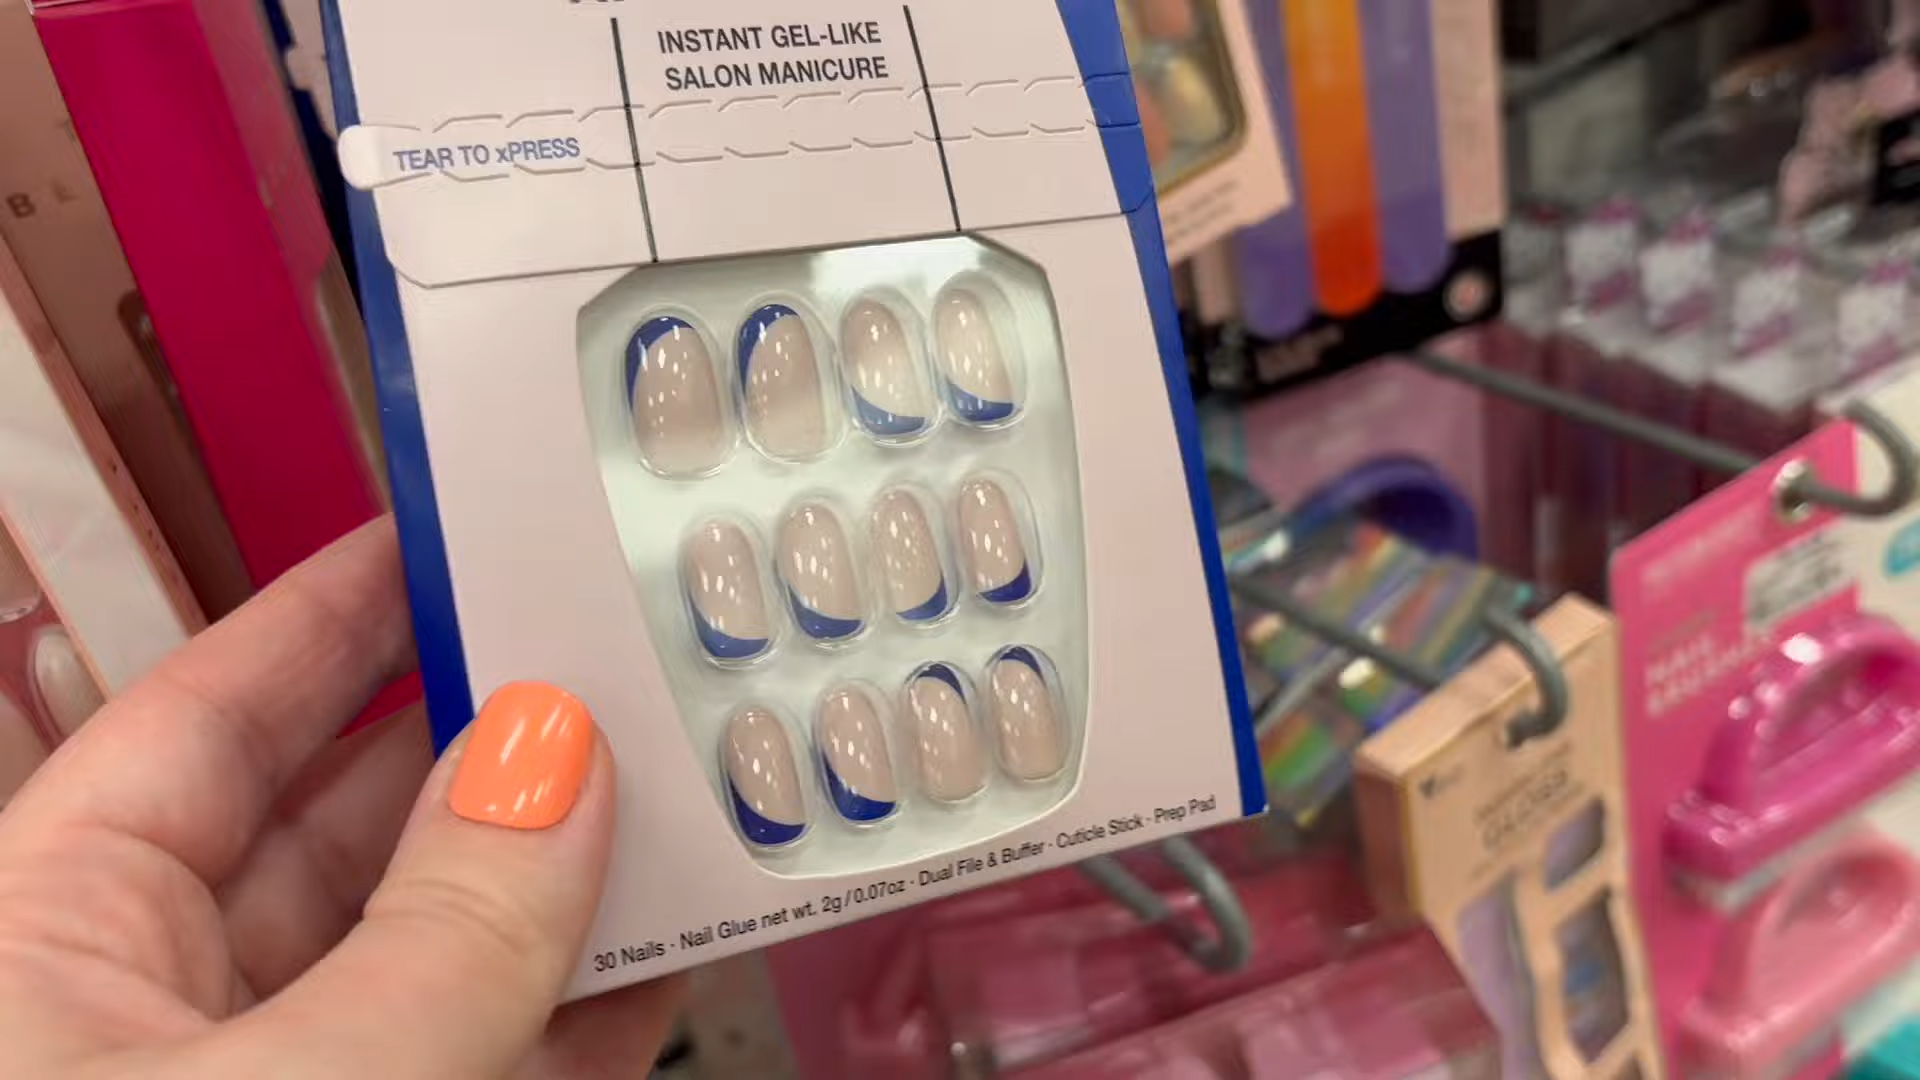 INSTANT GEL-LIKE
SALON MANICURE
TEAR TO xPRESS
30 Nails · Nail Glue net wt. 2g / 0.07oz · Dual File & Buffer · Cuticle Stick · Prep Pad
NAIL